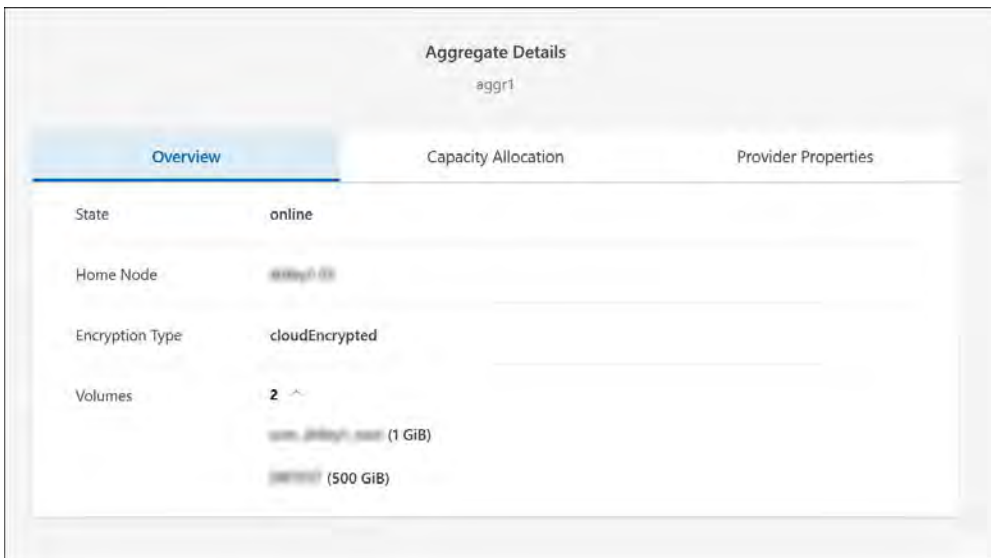 Aggregate Details
aggr1
Overview Capacity Allocation Provider Properties
State online
Home Node
Encryption Type cloudEncrypted
Volumes 2
(1 GiB)
(500 GiB)